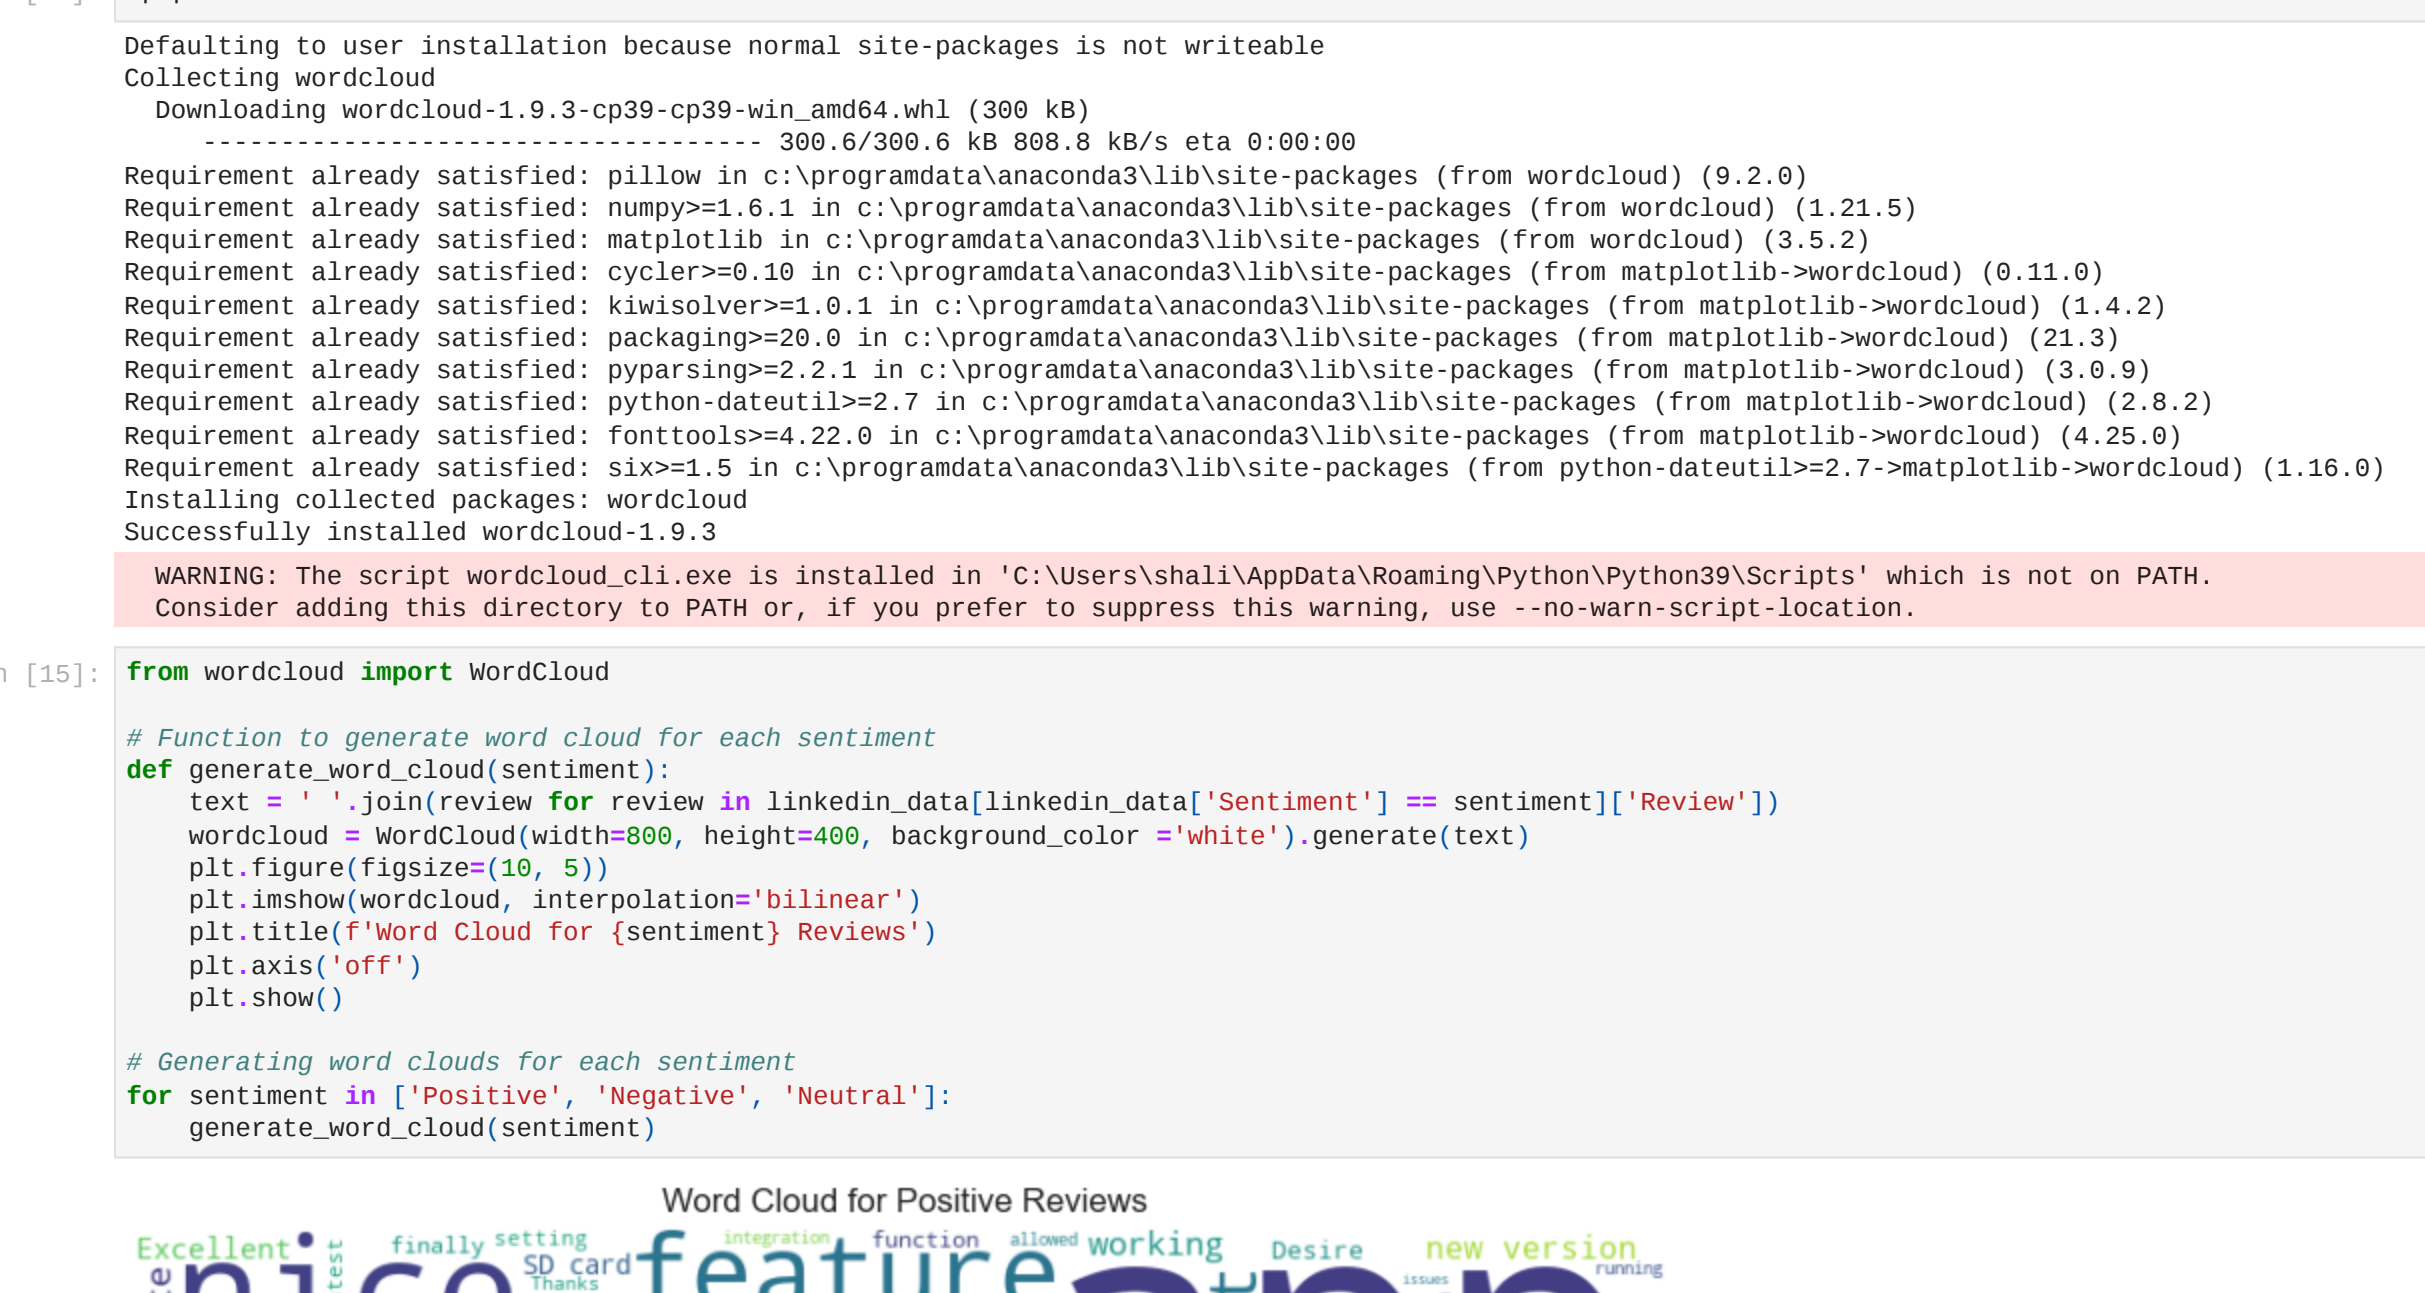 Defaulting to user installation because normal site-packages is not writeable
Collecting wordcloud
  Downloading wordcloud-1.9.3-cp39-cp39-win_amd64.whl (300 kB)
     ------------------------------------ 300.6/300.6 kB 808.8 kB/s eta 0:00:00
Requirement already satisfied: pillow in c:\programdata\anaconda3\lib\site-packages (from wordcloud) (9.2.0)
Requirement already satisfied: numpy>=1.6.1 in c:\programdata\anaconda3\lib\site-packages (from wordcloud) (1.21.5)
Requirement already satisfied: matplotlib in c:\programdata\anaconda3\lib\site-packages (from wordcloud) (3.5.2)
Requirement already satisfied: cycler>=0.10 in c:\programdata\anaconda3\lib\site-packages (from matplotlib->wordcloud) (0.11.0)
Requirement already satisfied: kiwisolver>=1.0.1 in c:\programdata\anaconda3\lib\site-packages (from matplotlib->wordcloud) (1.4.2)
Requirement already satisfied: packaging>=20.0 in c:\programdata\anaconda3\lib\site-packages (from matplotlib->wordcloud) (21.3)
Requirement already satisfied: pyparsing>=2.2.1 in c:\programdata\anaconda3\lib\site-packages (from matplotlib->wordcloud) (3.0.9)
Requirement already satisfied: python-dateutil>=2.7 in c:\programdata\anaconda3\lib\site-packages (from matplotlib->wordcloud) (2.8.2)
Requirement already satisfied: fonttools>=4.22.0 in c:\programdata\anaconda3\lib\site-packages (from matplotlib->wordcloud) (4.25.0)
Requirement already satisfied: six>=1.5 in c:\programdata\anaconda3\lib\site-packages (from python-dateutil>=2.7->matplotlib->wordcloud) (1.16.0)
Installing collected packages: wordcloud
Successfully installed wordcloud-1.9.3
  WARNING: The script wordcloud_cli.exe is installed in 'C:\Users\shali\AppData\Roaming\Python\Python39\Scripts' which is not on PATH.
  Consider adding this directory to PATH or, if you prefer to suppress this warning, use --no-warn-script-location.
n [15]: from wordcloud import WordCloud
# Function to generate word cloud for each sentiment
def generate_word_cloud(sentiment):
    text = ' '.join(review for review in linkedin_data[linkedin_data['Sentiment'] == sentiment]['Review'])
    wordcloud = WordCloud(width=800, height=400, background_color ='white').generate(text)
    plt.figure(figsize=(10, 5))
    plt.imshow(wordcloud, interpolation='bilinear')
    plt.title(f'Word Cloud for {sentiment} Reviews')
    plt.axis('off')
    plt.show()
# Generating word clouds for each sentiment
for sentiment in ['Positive', 'Negative', 'Neutral']:
    generate_word_cloud(sentiment)
Word Cloud for Positive Reviews
Excellent finally setting integration function allowed working Desire new version
nice SD card feature issues running
Thanks